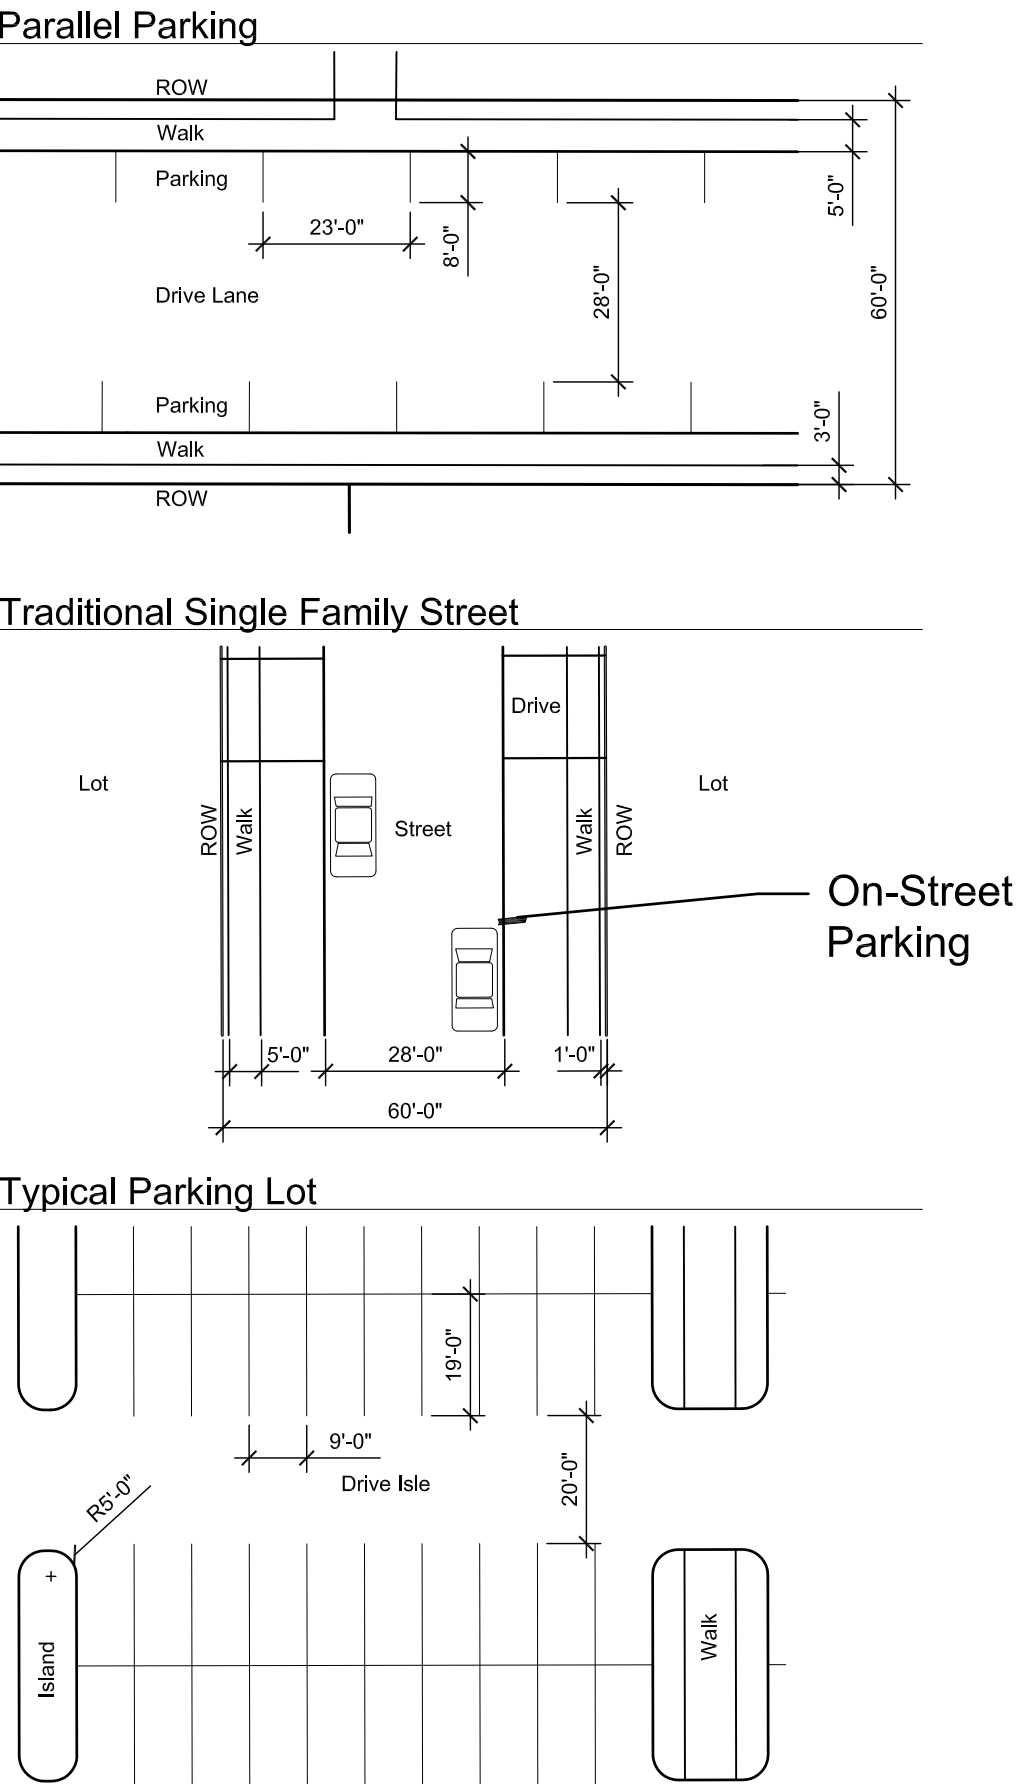 Parallel Parking
ROW
Walk
Parking
5'-0"
23'-0"
8'-0"
28'-0"
60'-0"
Drive Lane
Parking
3'-0"
Walk
ROW
Traditional Single Family Street
Drive
Lot
Lot
ROW
Walk
Street
Walk
ROW
On-Street
Parking
5'-0"
28'-0"
1'-0"
60'-0"
Typical Parking Lot
19'-0"
9'-0"
Drive Isle
20'-0"
R5'-0"
Island
Walk